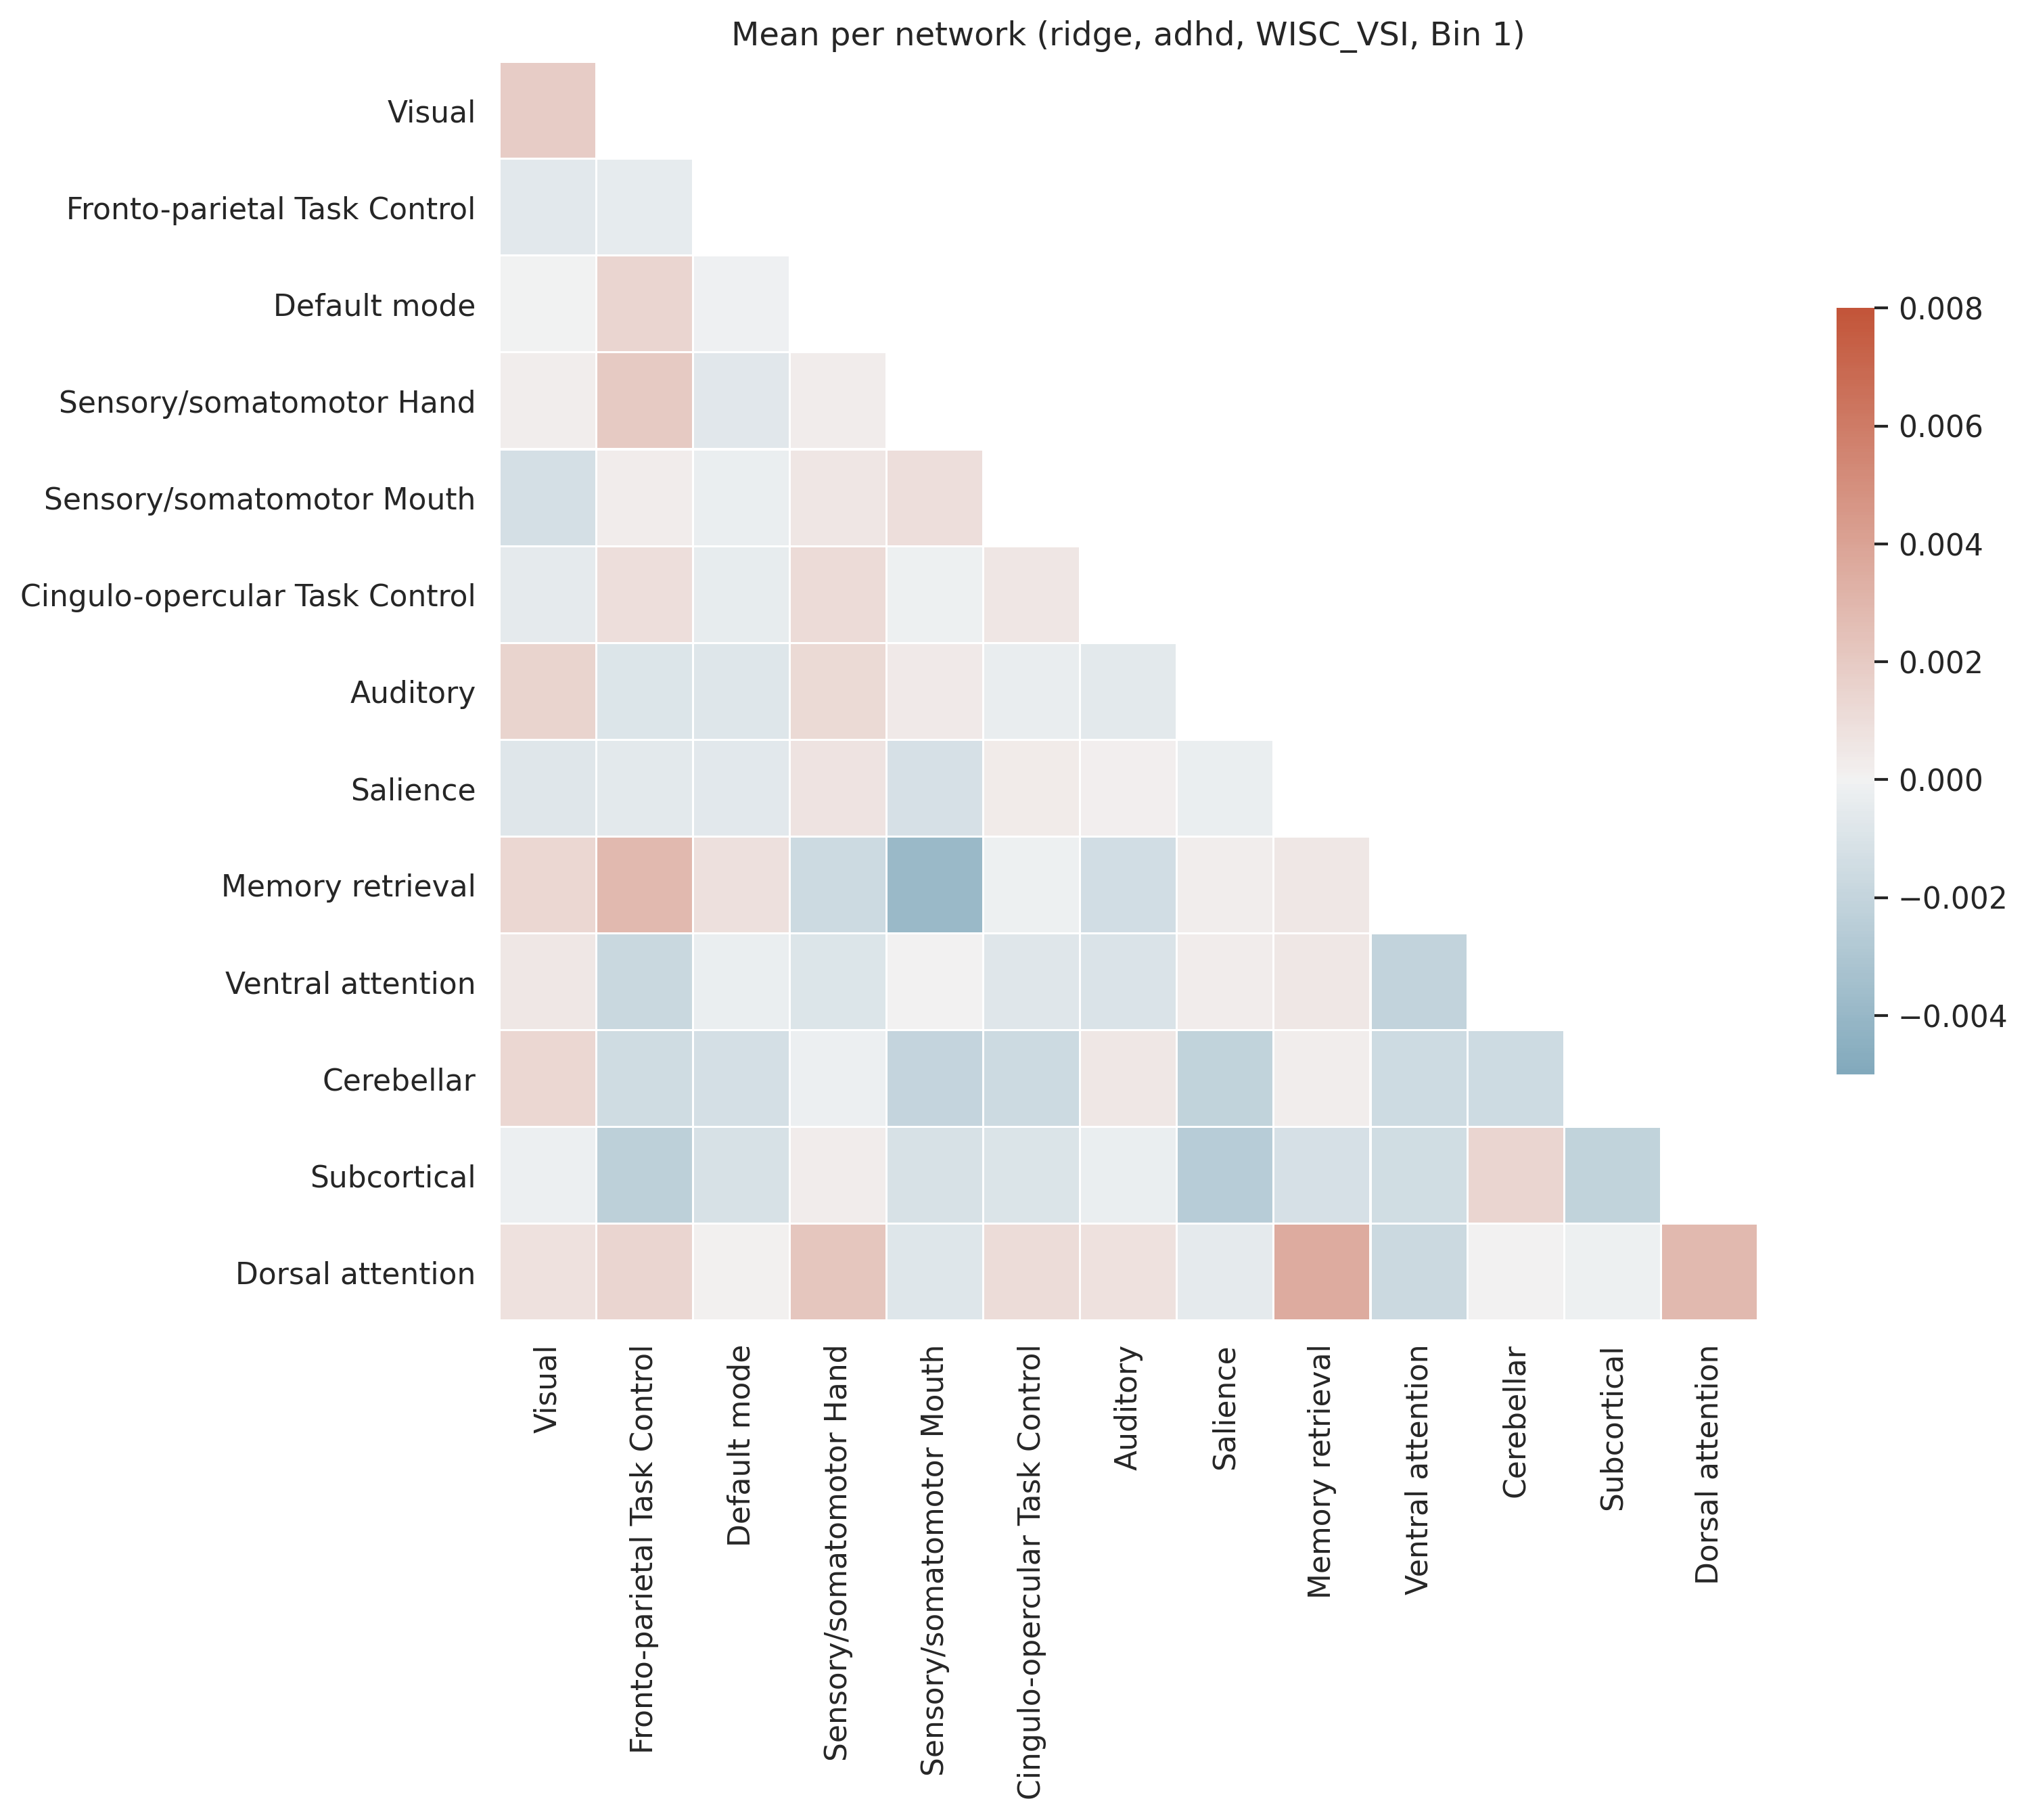 Mean per network (ridge, adhd, WISC_VSI, Bin 1)
Visual
Fronto-parietal Task Control
Default mode
Sensory/somatomotor Hand
Sensory/somatomotor Mouth
Cingulo-opercular Task Control
Auditory
Salience
Memory retrieval
Ventral attention
Cerebellar
Subcortical
Dorsal attention
Visual
Fronto-parietal Task Control
Default mode
Sensory/somatomotor Hand
Sensory/somatomotor Mouth
Cingulo-opercular Task Control
Auditory
Salience
Memory retrieval
Ventral attention
Cerebellar
Subcortical
Dorsal attention
0.008
0.006
0.004
0.002
0.000
−0.002
−0.004